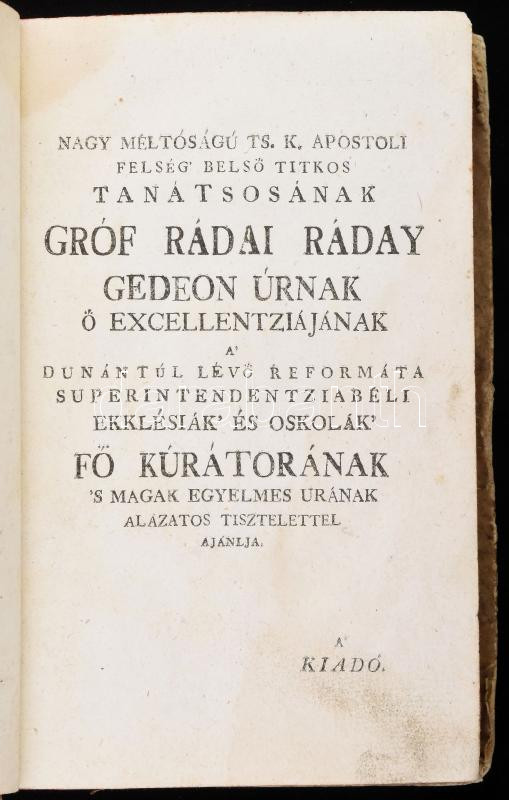 NAGY MÉLTÓSÁGÚ TS. K. APOSTOLI
FELSÉG' BELSŐ TITKOS
TANÁTSOSÁNAK
GRÓF RÁDAI RÁDAY
GEDEON ÚRNAK
Ő EXCELLENTZIÁJÁNAK
A'
DUNÁNTÚL LÉVŐ REFORMÁTA
SUPERINTENDENTZIABÉLI
EKKLÉSIÁK' ÉS OSKOLÁK'
FŐ KÚRÁTORÁNAK
'S MAGAK EGYELMES URÁNAK
ALAZATOS TISZTELETTEL
AJÁNLJA.
A'
KIADÓ.